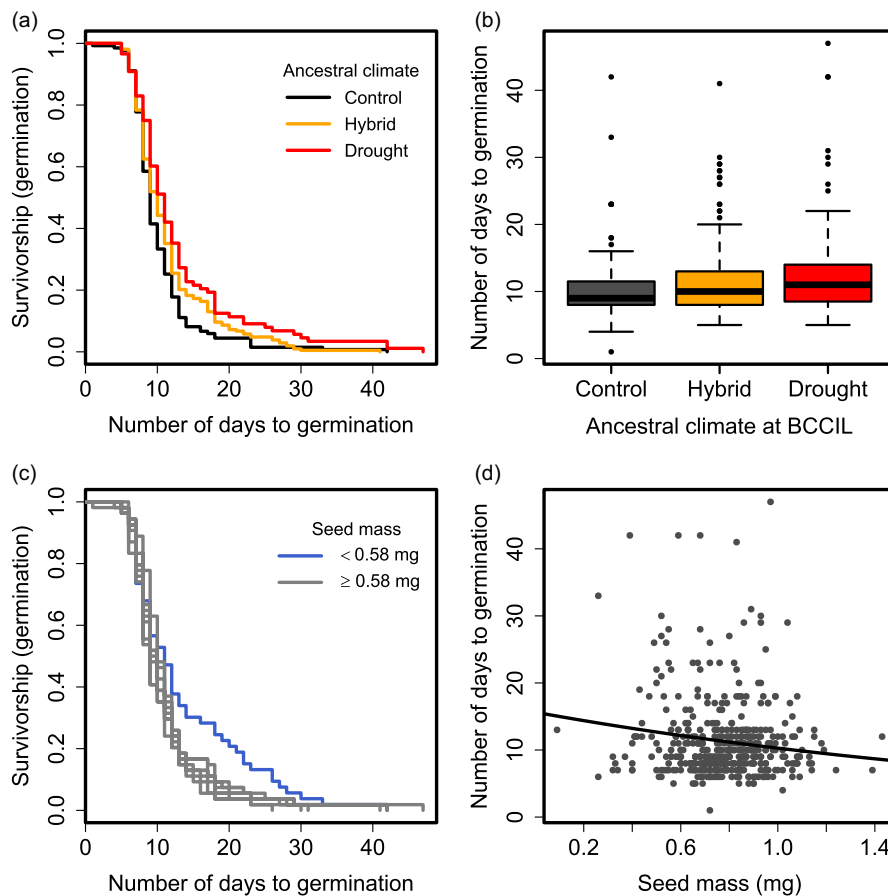 (a)
Survivorship (germination)
1.0
0.8
0.6
0.4
0.2
0.0
Ancestral climate
Control
Hybrid
Drought
0 10 20 30 40
Number of days to germination
(b)
Number of days to germination
40
30
20
10
0
Control Hybrid Drought
Ancestral climate at BCCIL
(c)
Survivorship (germination)
1.0
0.8
0.6
0.4
0.2
0.0
Seed mass
< 0.58 mg
≥ 0.58 mg
0 10 20 30 40
Number of days to germination
(d)
Number of days to germination
40
30
20
10
0
0.2 0.6 1.0 1.4
Seed mass (mg)